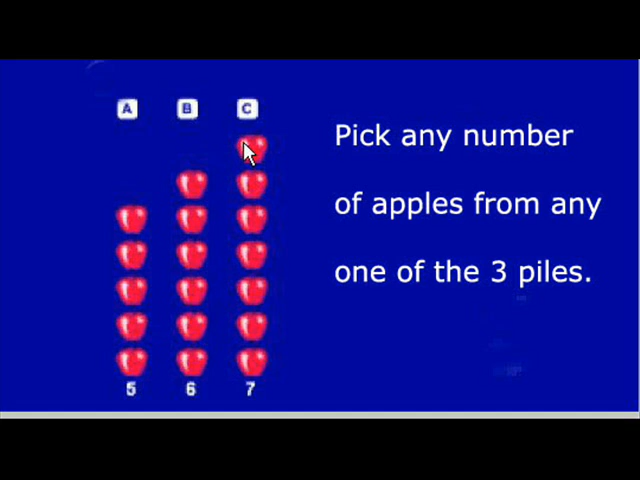 A B C
Pick any number
of apples from any
one of the 3 piles.
5 6 7